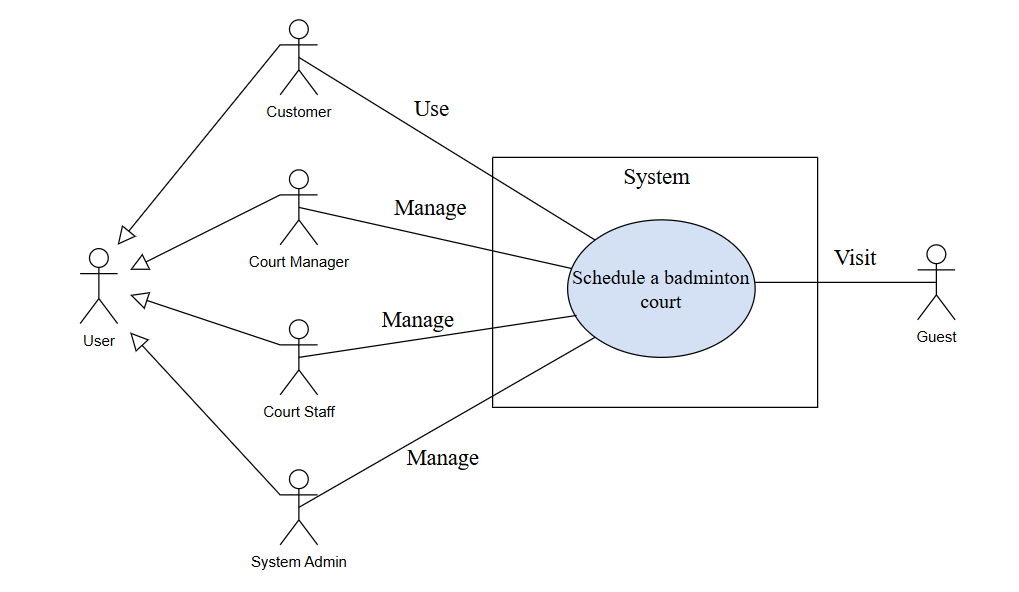 Customer
Use
System
Manage
Court Manager
Visit
Schedule a badminton
court
User
Guest
Manage
Court Staff
Manage
System Admin